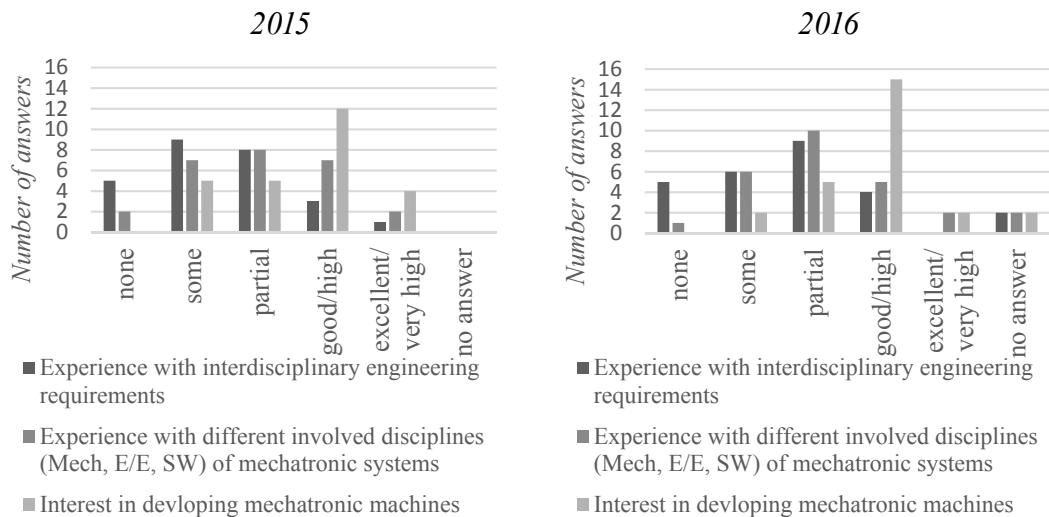 2015
Number of answers
16
14
12
10
8
6
4
2
0
none
some
partial
good/high
excellent/
very high
no answer
■ Experience with interdisciplinary engineering
requirements
■ Experience with different involved disciplines
(Mech, E/E, SW) of mechatronic systems
■ Interest in devloping mechatronic machines
2016
Number of answers
16
14
12
10
8
6
4
2
0
none
some
partial
good/high
excellent/
very high
no answer
■ Experience with interdisciplinary engineering
requirements
■ Experience with different involved disciplines
(Mech, E/E, SW) of mechatronic systems
■ Interest in devloping mechatronic machines